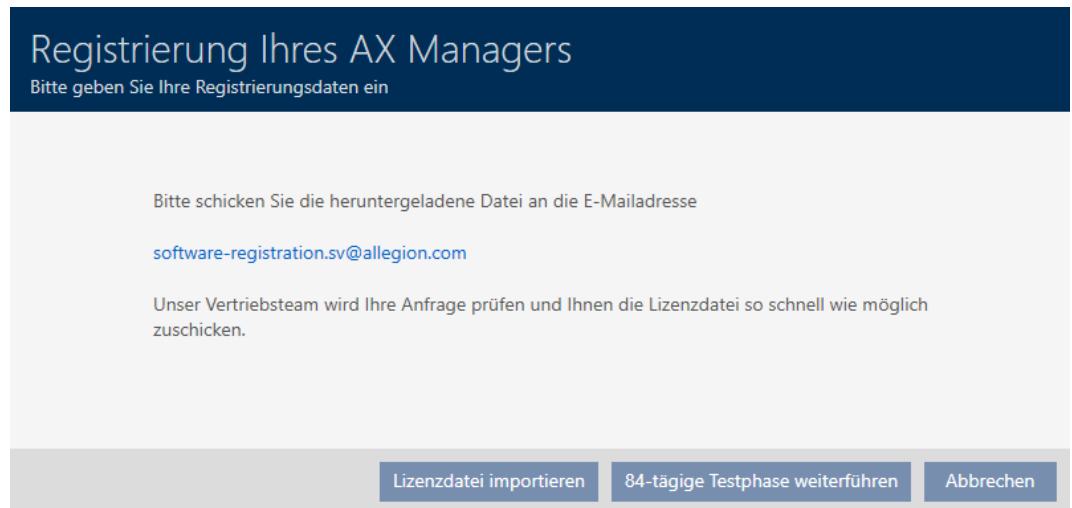 Registrierung Ihres AX Managers
Bitte geben Sie Ihre Registrierungsdaten ein
Bitte schicken Sie die heruntergeladene Datei an die E-Mailadresse
software-registration.sv@allegion.com
Unser Vertriebsteam wird Ihre Anfrage prüfen und Ihnen die Lizenzdatei so schnell wie möglich
zuschicken.
Lizenzdatei importieren
84-tägige Testphase weiterführen
Abbrechen